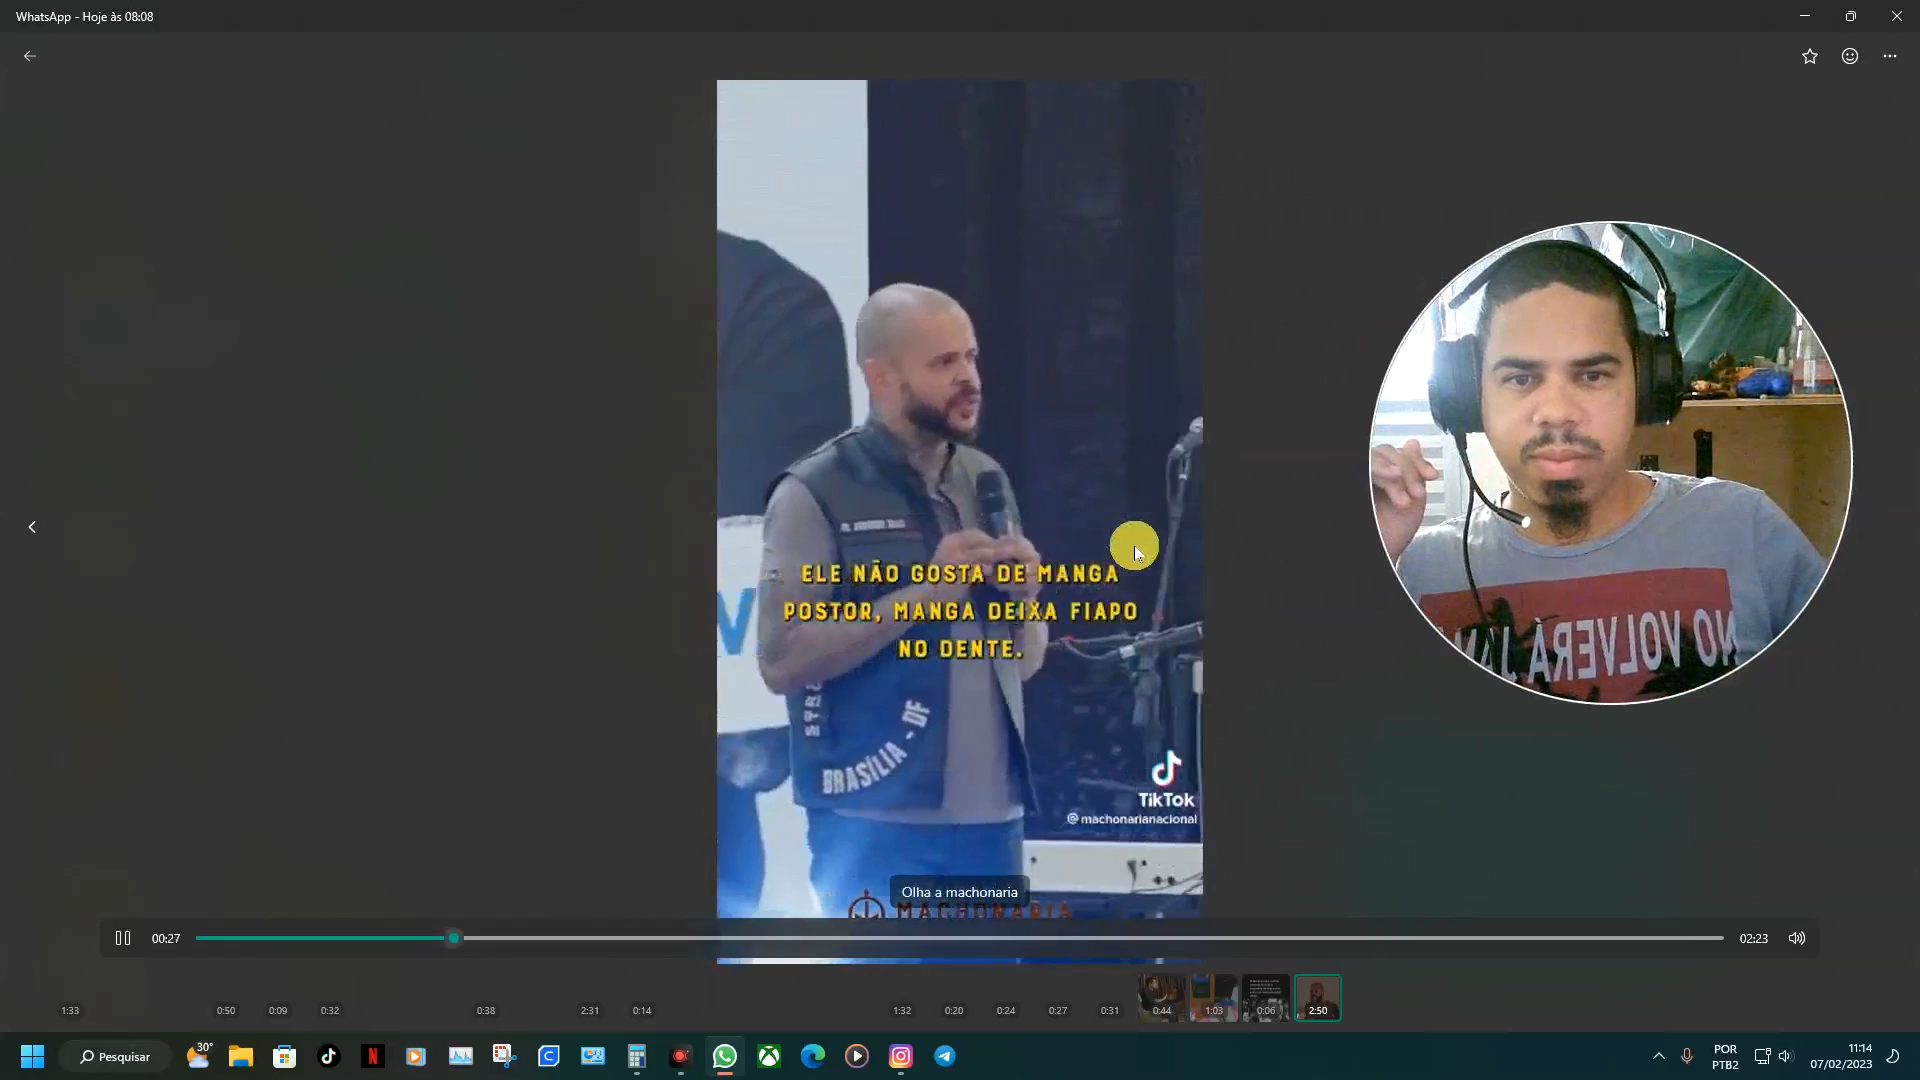 WhatsApp - Hoje às 08:08
ELE NÃO GOSTA DE MANGA
POSTOR, MANGA DEIXA FIAPO
NO DENTE.
BRASÍLIA - DF
TikTok
@machonarianacional
NO VOLVERÁ
Olha a machonaria
MACHONARIA
00:27
02:23
1:33
0:50
0:09
0:32
0:38
2:31
0:14
1:32
0:20
0:24
0:27
0:31
0:44
1:03
0:06
2:50
30°
Pesquisar
POR
PTB2
11:14
07/02/2023